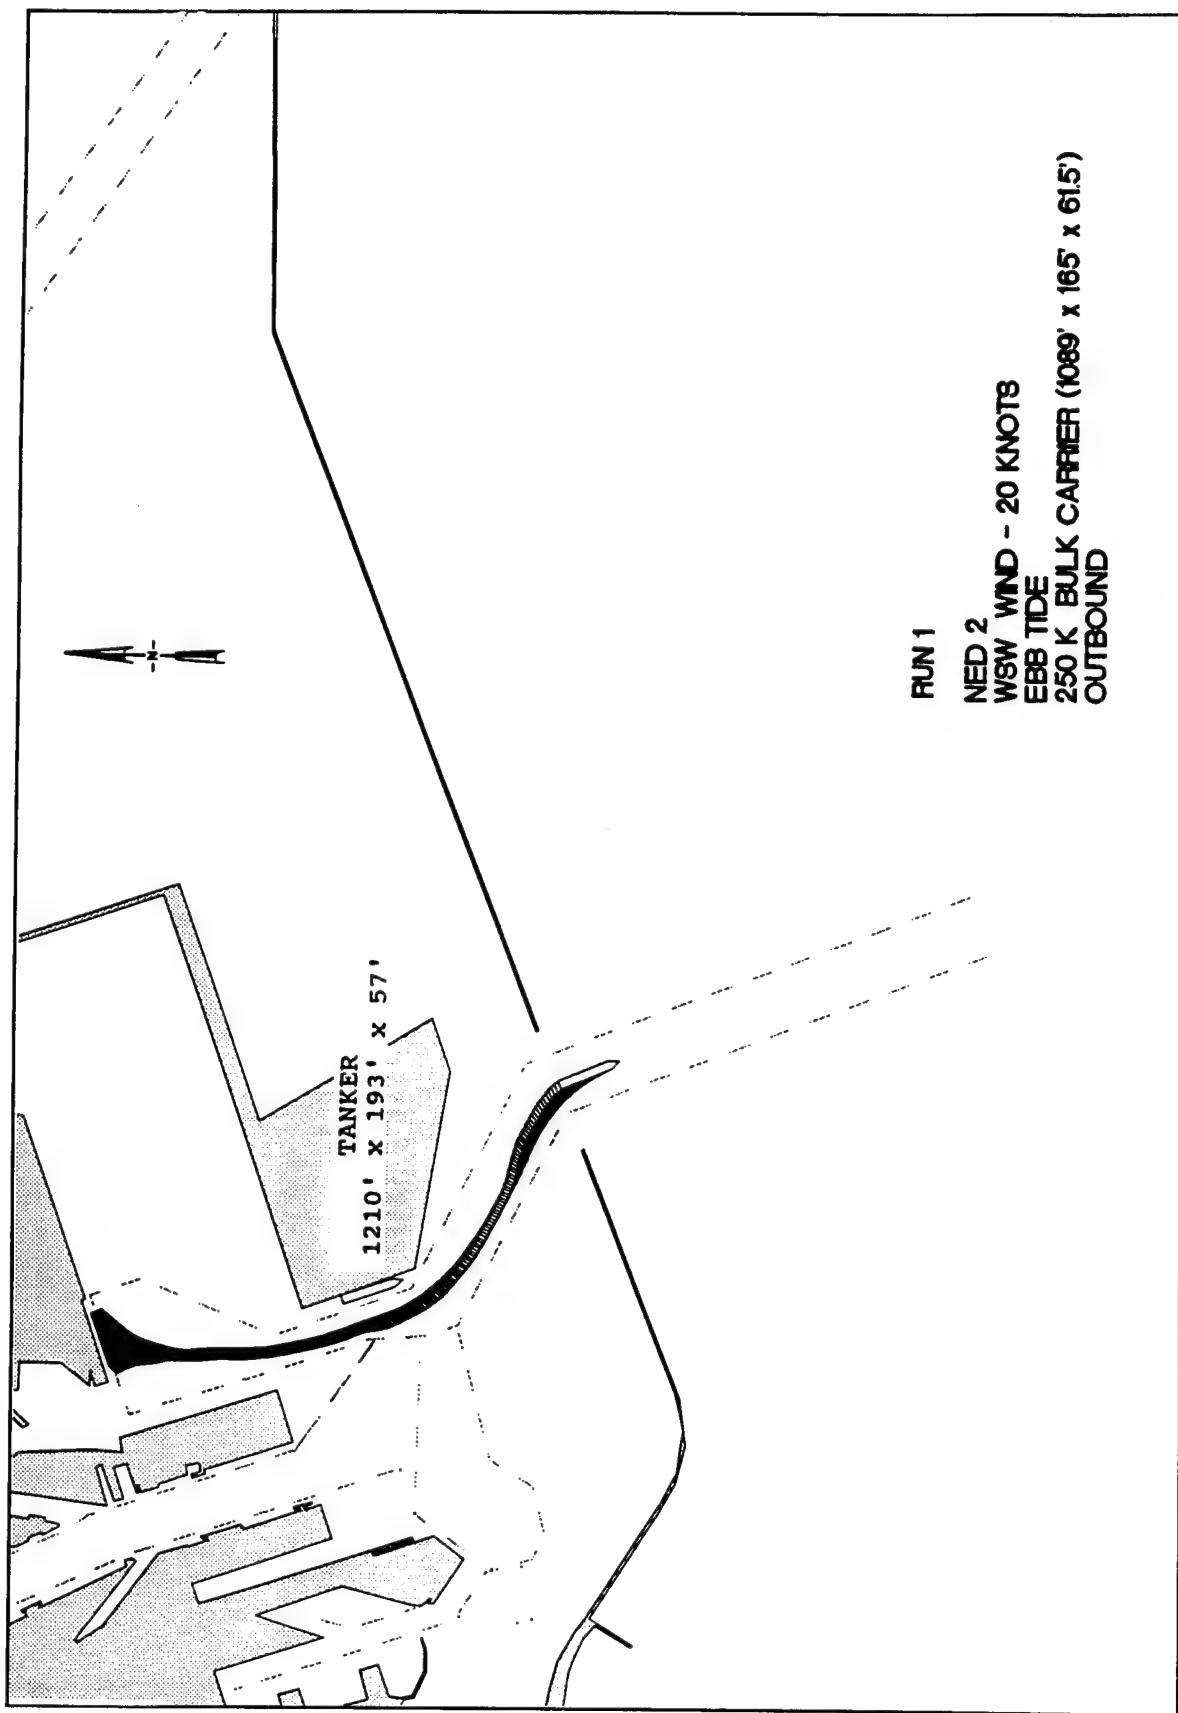 N
TANKER
1210' x 193' x 57'
RUN 1
NED 2
WSW WIND - 20 KNOTS
EBB TIDE
250 K BULK CARRIER (1089' x 165' x 61.5')
OUTBOUND